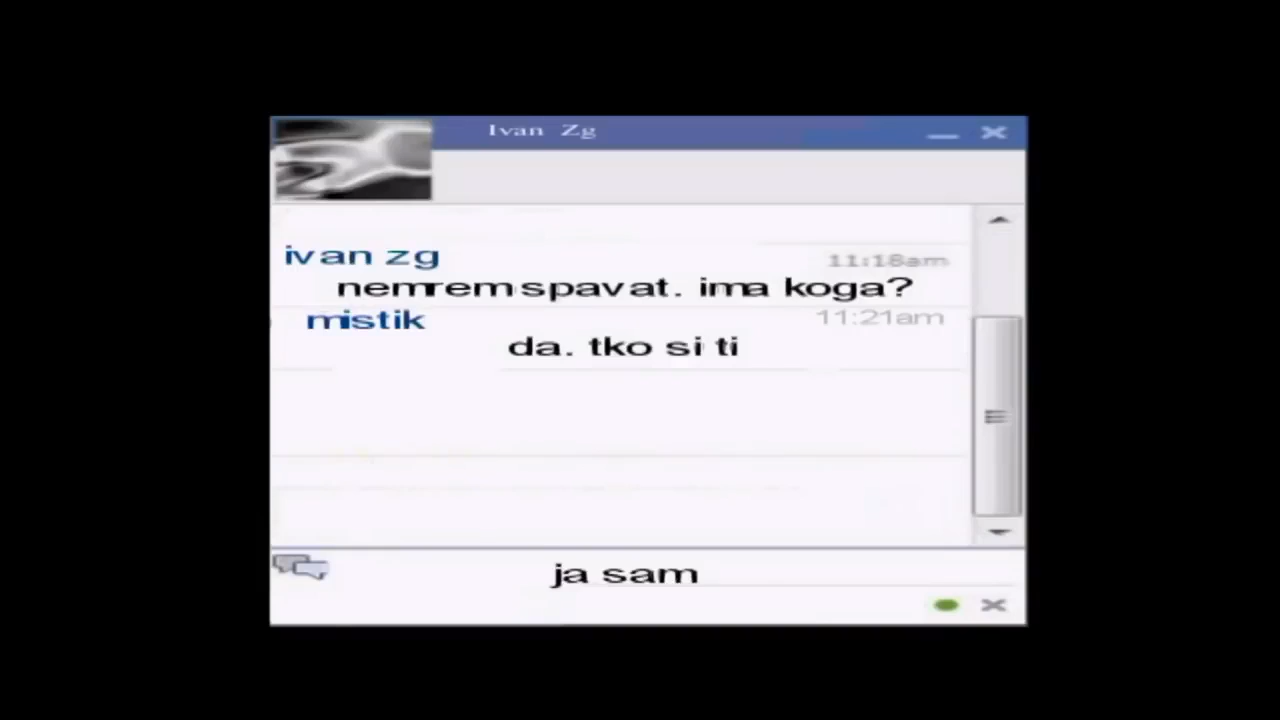 Ivan Zg
ivan zg 11:18am
nemrem spavat. ima koga?
mistik 11:21am
da. tko si ti
ja sam